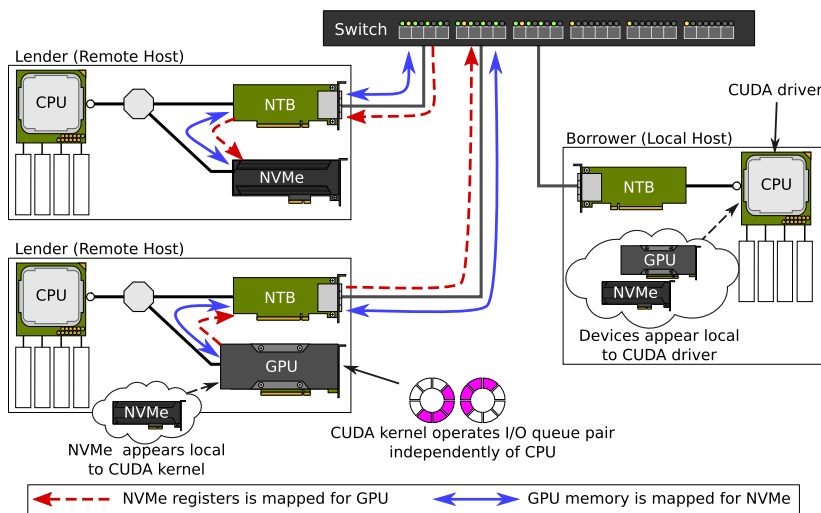 Switch
Lender (Remote Host)
CPU
NTB
NVMe
CUDA driver
Borrower (Local Host)
NTB
CPU
GPU
NVMe
Devices appear local
to CUDA driver
Lender (Remote Host)
CPU
NTB
GPU
NVMe
NVMe appears local
to CUDA kernel
CUDA kernel operates I/O queue pair
independently of CPU
NVMe registers is mapped for GPU
GPU memory is mapped for NVMe